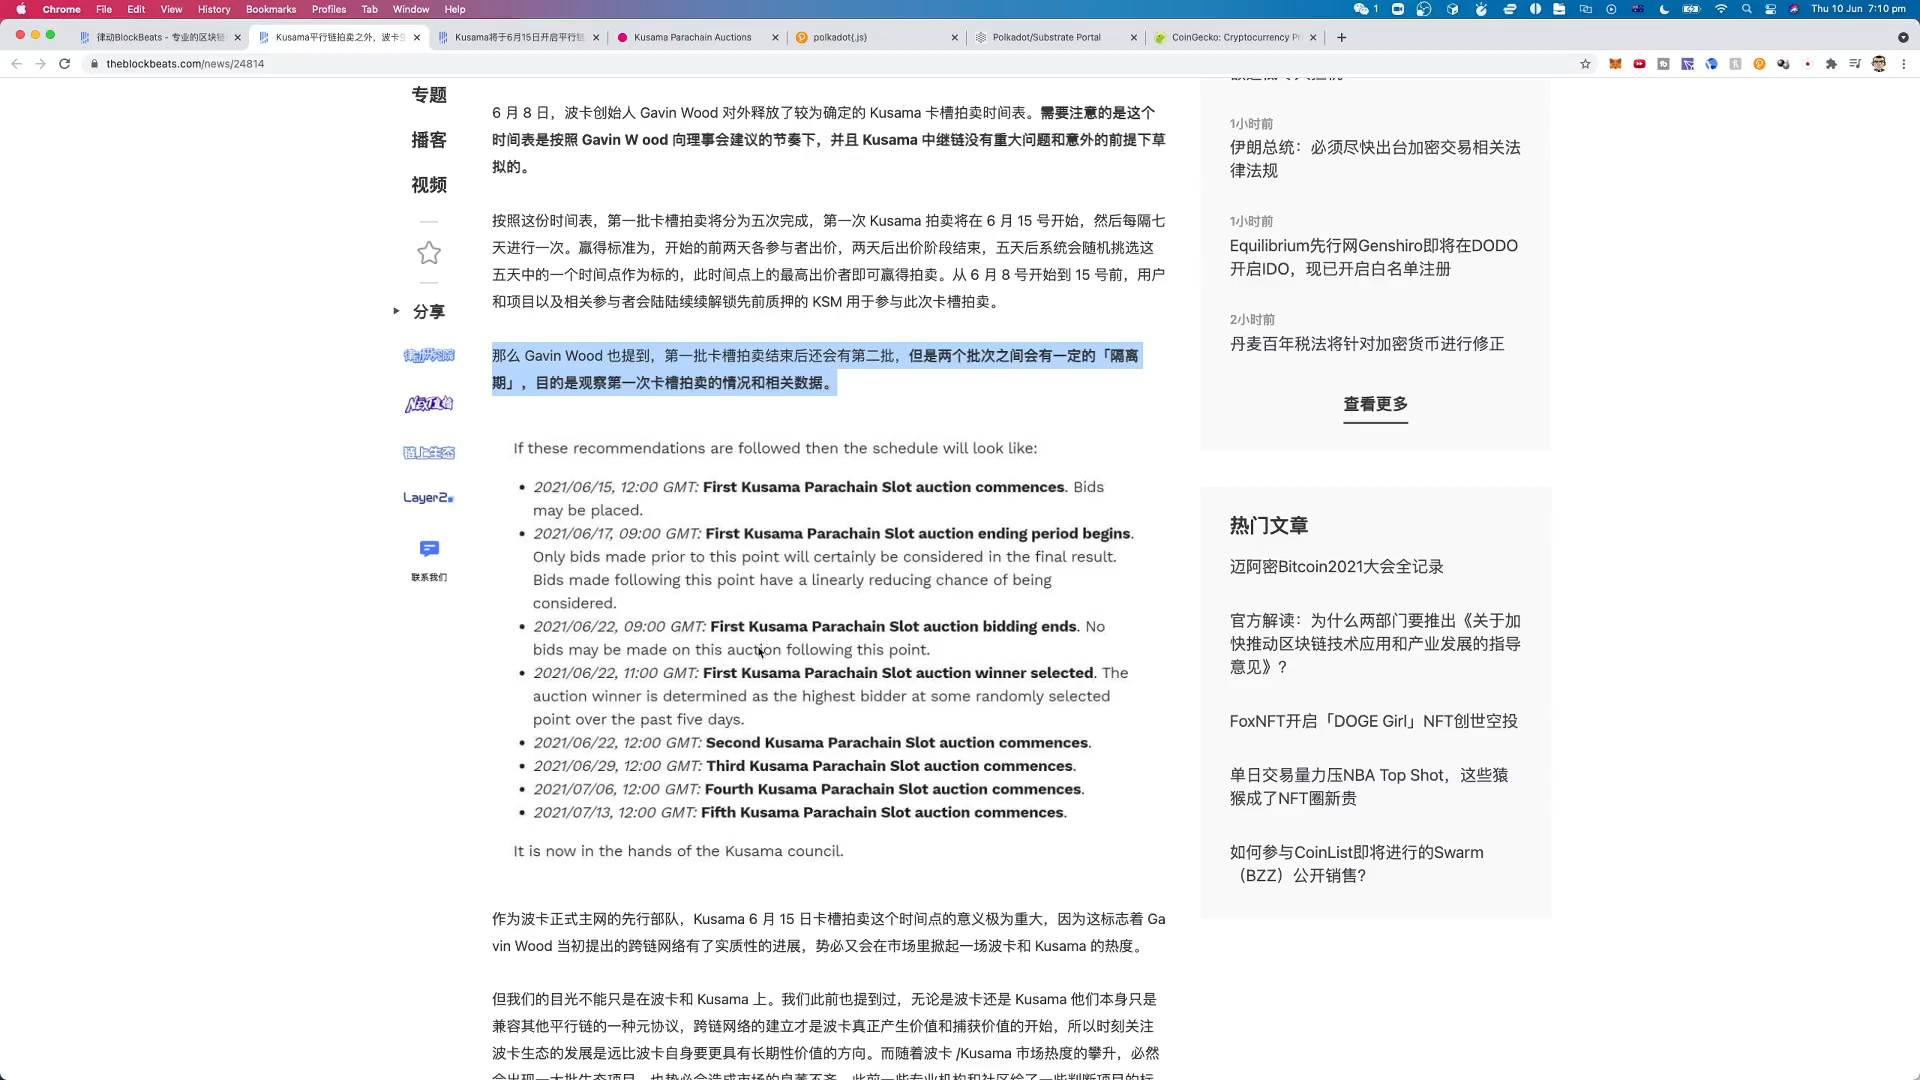 Chrome File Edit View History Bookmarks Profiles Tab Window Help
1
Thu 10 Jun 7:10 pm
律动BlockBeats - 专业的区块链
Kusama平行链拍卖之外，波卡
Kusama将于6月15日开启平行链
Kusama Parachain Auctions
polkadot{.js}
Polkadot/Substrate Portal
CoinGecko: Cryptocurrency Pr
theblockbeats.com/news/24814
专题
播客
视频
分享
律动研究院
NEXT直播
链上生态
Layer2
联系我们
6 月 8 日，波卡创始人 Gavin Wood 对外释放了较为确定的 Kusama 卡槽拍卖时间表。需要注意的是这个
时间表是按照 Gavin W ood 向理事会建议的节奏下，并且 Kusama 中继链没有重大问题和意外的前提下草
拟的。
按照这份时间表，第一批卡槽拍卖将分为五次完成，第一次 Kusama 拍卖将在 6 月 15 号开始，然后每隔七
天进行一次。赢得标准为，开始的前两天各参与者出价，两天后出价阶段结束，五天后系统会随机挑选这
五天中的一个时间点作为标的，此时间点上的最高出价者即可赢得拍卖。从 6 月 8 号开始到 15 号前，用户
和项目以及相关参与者会陆陆续续解锁先前质押的 KSM 用于参与此次卡槽拍卖。
那么 Gavin Wood 也提到，第一批卡槽拍卖结束后还会有第二批，但是两个批次之间会有一定的「隔离
期」，目的是观察第一次卡槽拍卖的情况和相关数据。
If these recommendations are followed then the schedule will look like:
• 2021/06/15, 12:00 GMT: First Kusama Parachain Slot auction commences. Bids
may be placed.
• 2021/06/17, 09:00 GMT: First Kusama Parachain Slot auction ending period begins.
Only bids made prior to this point will certainly be considered in the final result.
Bids made following this point have a linearly reducing chance of being
considered.
• 2021/06/22, 09:00 GMT: First Kusama Parachain Slot auction bidding ends. No
bids may be made on this auction following this point.
• 2021/06/22, 11:00 GMT: First Kusama Parachain Slot auction winner selected. The
auction winner is determined as the highest bidder at some randomly selected
point over the past five days.
• 2021/06/22, 12:00 GMT: Second Kusama Parachain Slot auction commences.
• 2021/06/29, 12:00 GMT: Third Kusama Parachain Slot auction commences.
• 2021/07/06, 12:00 GMT: Fourth Kusama Parachain Slot auction commences.
• 2021/07/13, 12:00 GMT: Fifth Kusama Parachain Slot auction commences.
It is now in the hands of the Kusama council.
作为波卡正式主网的先行部队，Kusama 6 月 15 日卡槽拍卖这个时间点的意义极为重大，因为这标志着 Ga
vin Wood 当初提出的跨链网络有了实质性的进展，势必又会在市场里掀起一场波卡和 Kusama 的热度。
但我们的目光不能只是在波卡和 Kusama 上。我们此前也提到过，无论是波卡还是 Kusama 他们本身只是
兼容其他平行链的一种元协议，跨链网络的建立才是波卡真正产生价值和捕获价值的开始，所以时刻关注
波卡生态的发展是远比波卡自身要更具有长期性价值的方向。而随着波卡 /Kusama 市场热度的攀升，必然
1小时前
伊朗总统：必须尽快出台加密交易相关法
律法规
1小时前
Equilibrium先行网Genshiro即将在DODO
开启IDO，现已开启白名单注册
2小时前
丹麦百年税法将针对加密货币进行修正
查看更多
热门文章
迈阿密Bitcoin2021大会全记录
官方解读：为什么两部门要推出《关于加
快推动区块链技术应用和产业发展的指导
意见》?
FoxNFT开启「DOGE Girl」NFT创世空投
单日交易量力压NBA Top Shot，这些猿
猴成了NFT圈新贵
如何参与CoinList即将进行的Swarm
（BZZ）公开销售?